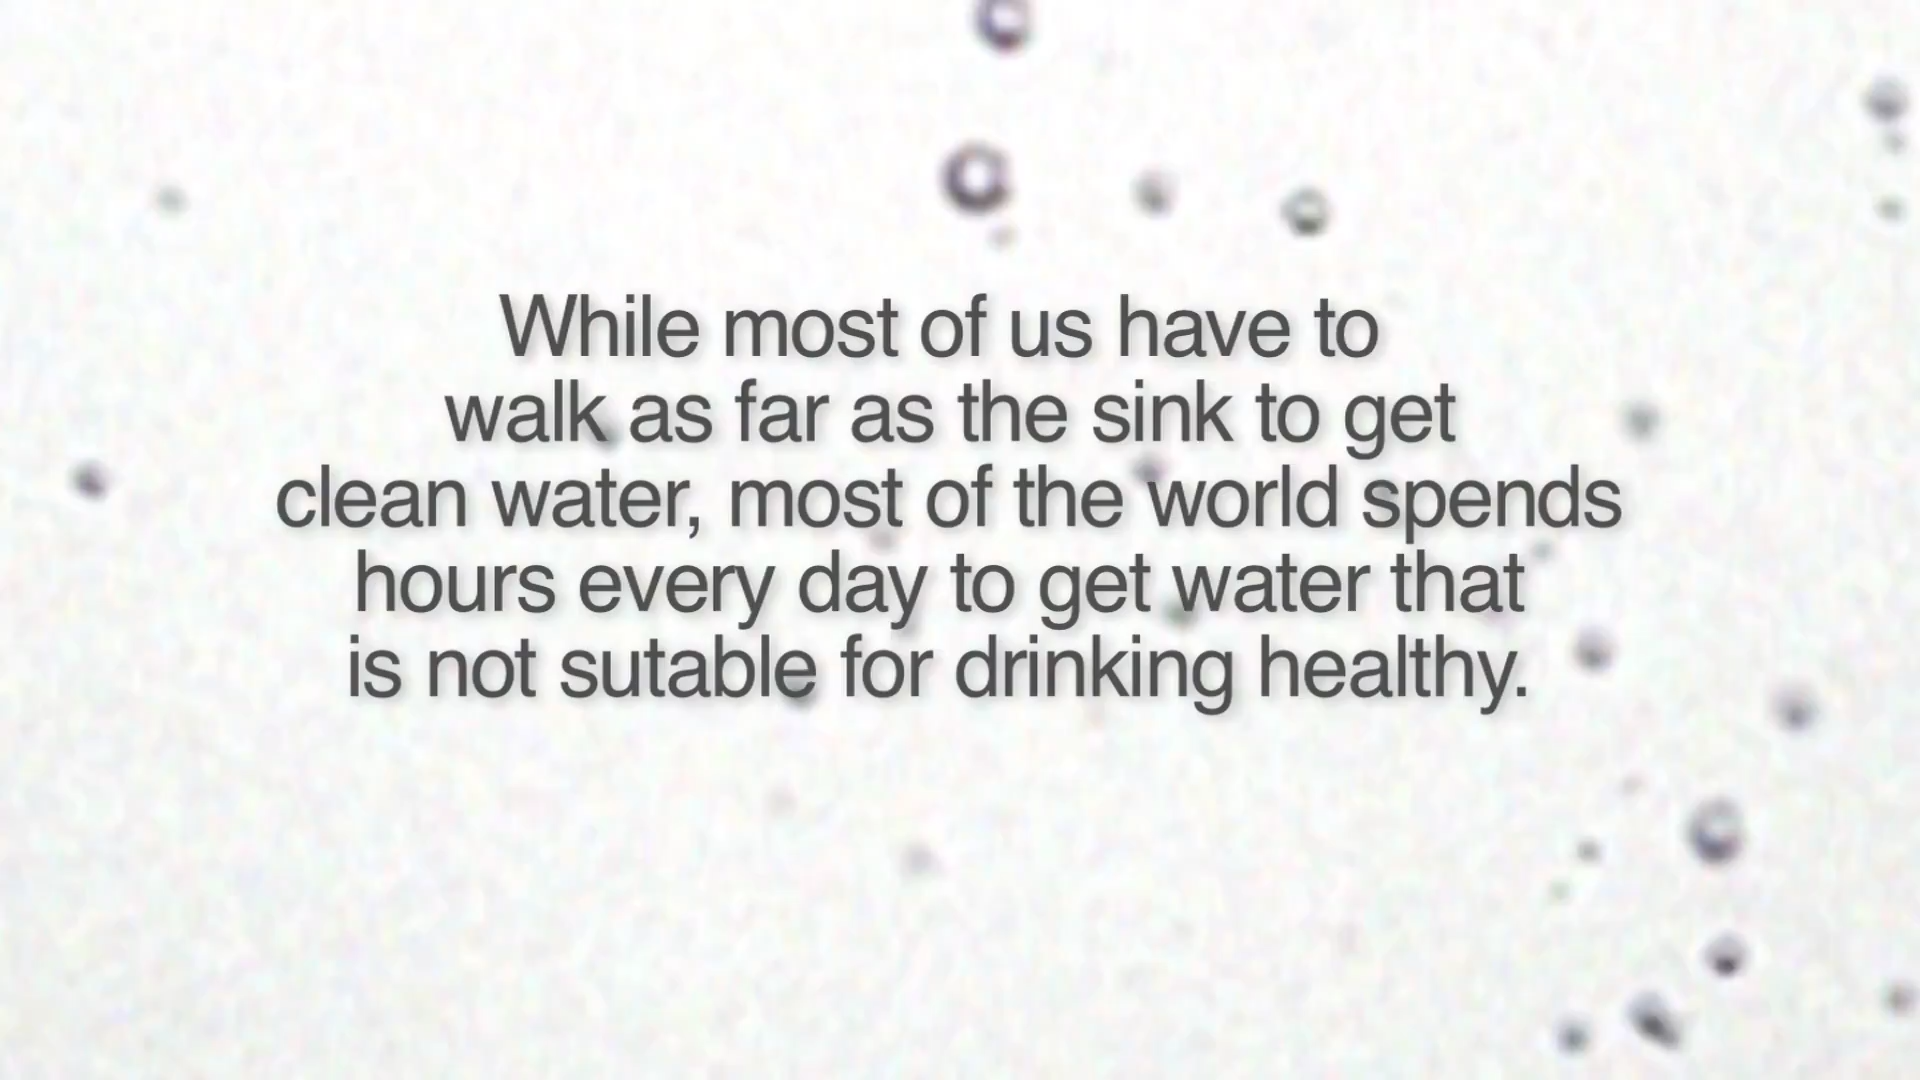 While most of us have to
walk as far as the sink to get
clean water, most of the world spends
hours every day to get water that
is not sutable for drinking healthy.